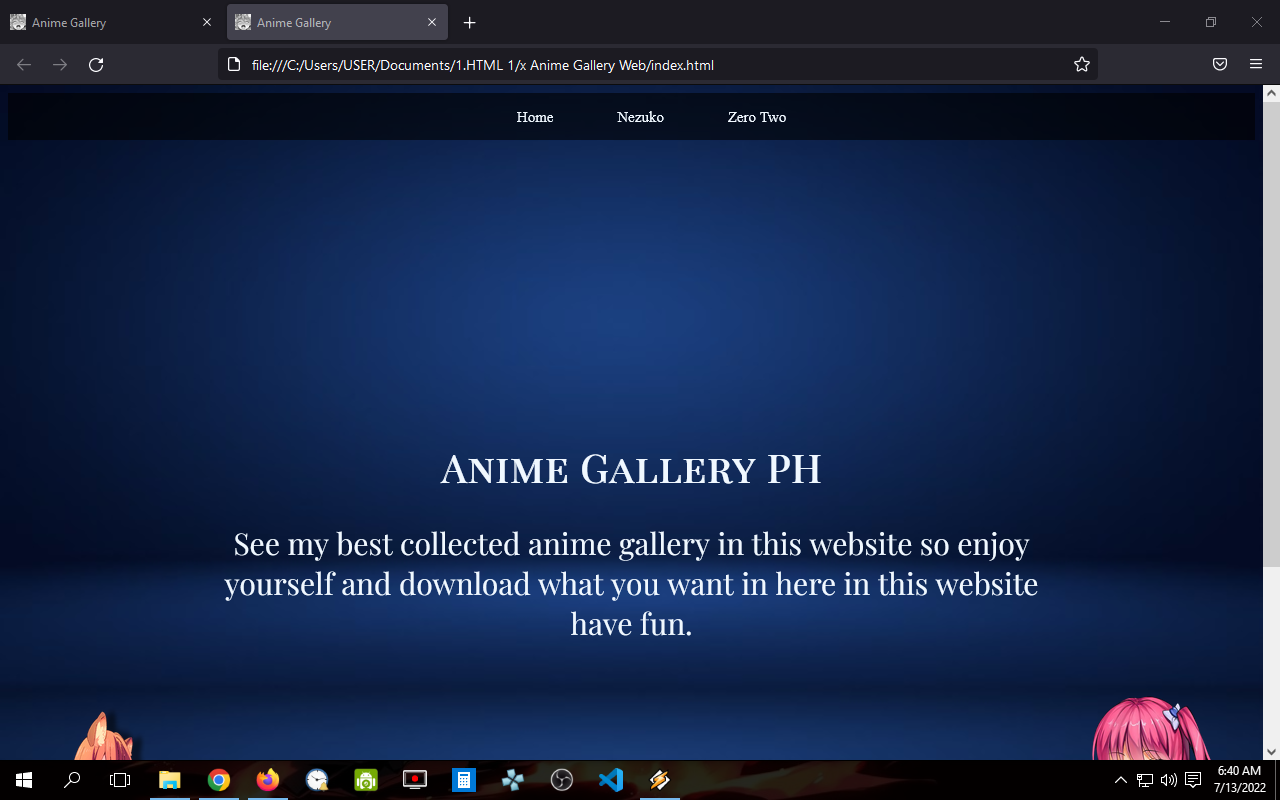 Anime Gallery
Anime Gallery
file:///C:/Users/USER/Documents/1.HTML 1/x Anime Gallery Web/index.html
Home Nezuko Zero Two
Anime Gallery PH
See my best collected anime gallery in this website so enjoy
yourself and download what you want in here in this website
have fun.
6:40 AM
7/13/2022